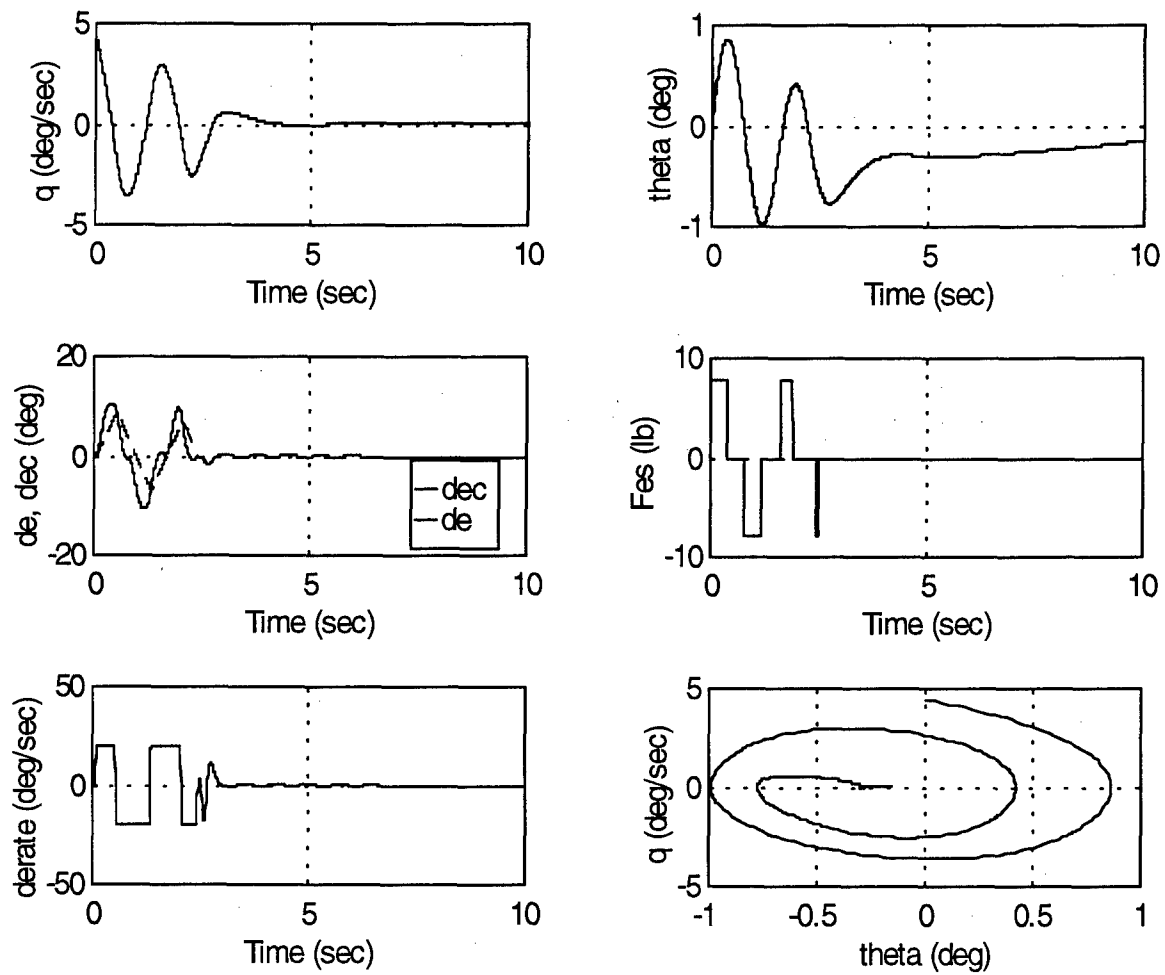 5
0
-5
q (deg/sec)
0
5
10
Time (sec)
1
0
-1
theta (deg)
0
5
10
Time (sec)
20
0
-20
de, dec (deg)
dec
de
0
5
10
Time (sec)
10
0
-10
Fes (lb)
0
5
10
Time (sec)
50
0
-50
derate (deg/sec)
0
5
10
Time (sec)
5
0
-5
q (deg/sec)
-1
-0.5
0
0.5
1
theta (deg)